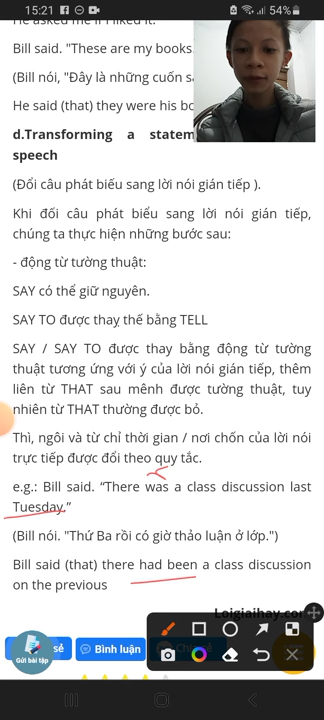 15:21
54%
He asked me if I liked it.
Bill said. "These are my books
(Bill nói, "Đây là những cuốn
He said (that) they were his
d.Transforming a
speech
(Đổi câu phát biếu sang lời nói gián tiếp ).
Khi đối câu phát biểu sang lời nói gián tiếp,
chúng ta thực hiện những bước sau:
- động từ tường thuật:
SAY có thể giữ nguyên.
SAY TO được thay thế bằng TELL
SAY / SAY TO được thay bằng động từ tường
thuật tương ứng với ý của lời nói gián tiếp, thêm
liên từ THAT sau mênh được tường thuật, tuy
nhiên từ THAT thường được bỏ.
Thì, ngôi và từ chỉ thời gian / nơi chốn của lời nói
trực tiếp được đổi theo quy tắc.
e.g.: Bill said. “There was a class discussion last
Tuesday.”
(Bill nói. "Thứ Ba rồi có giờ thảo luận ở lớp.")
Bill said (that) there had been a class discussion
on the previous
Loigiaihay.com
Gửi bài tập
sẻ
Bình luận